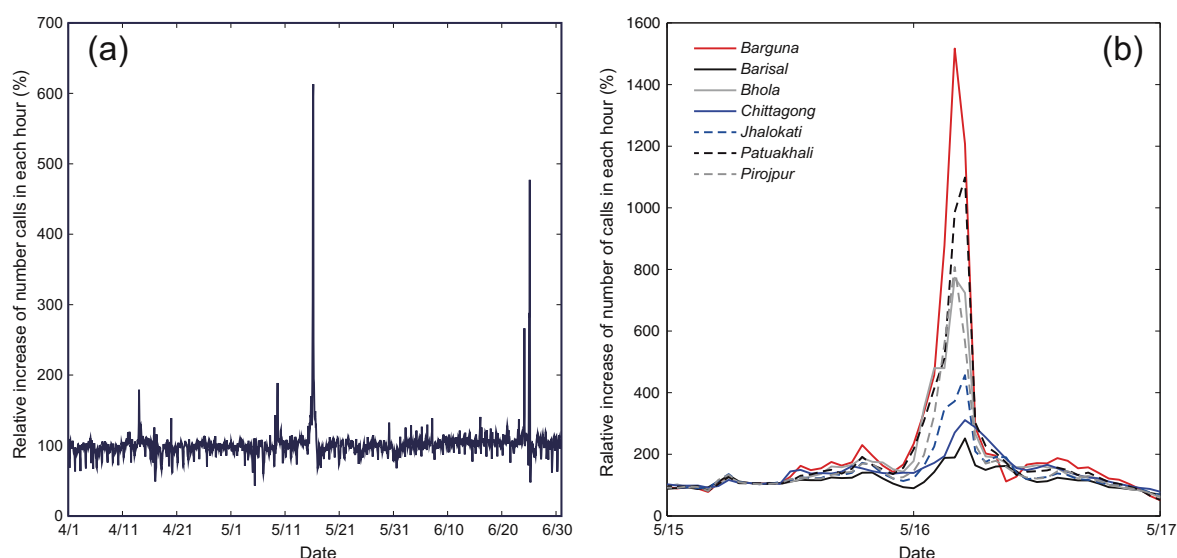 (a)
Relative increase of number calls in each hour (%)
700
600
500
400
300
200
100
0
4/1 4/11 4/21 5/1 5/11 5/21 5/31 6/10 6/20 6/30
Date
(b)
Ralative increase of number of calls in each hour (%)
1600
1400
1200
1000
800
600
400
200
0
Barguna
Barisal
Bhola
Chittagong
Jhalokati
Patuakhali
Pirojpur
5/15 5/16 5/17
Date